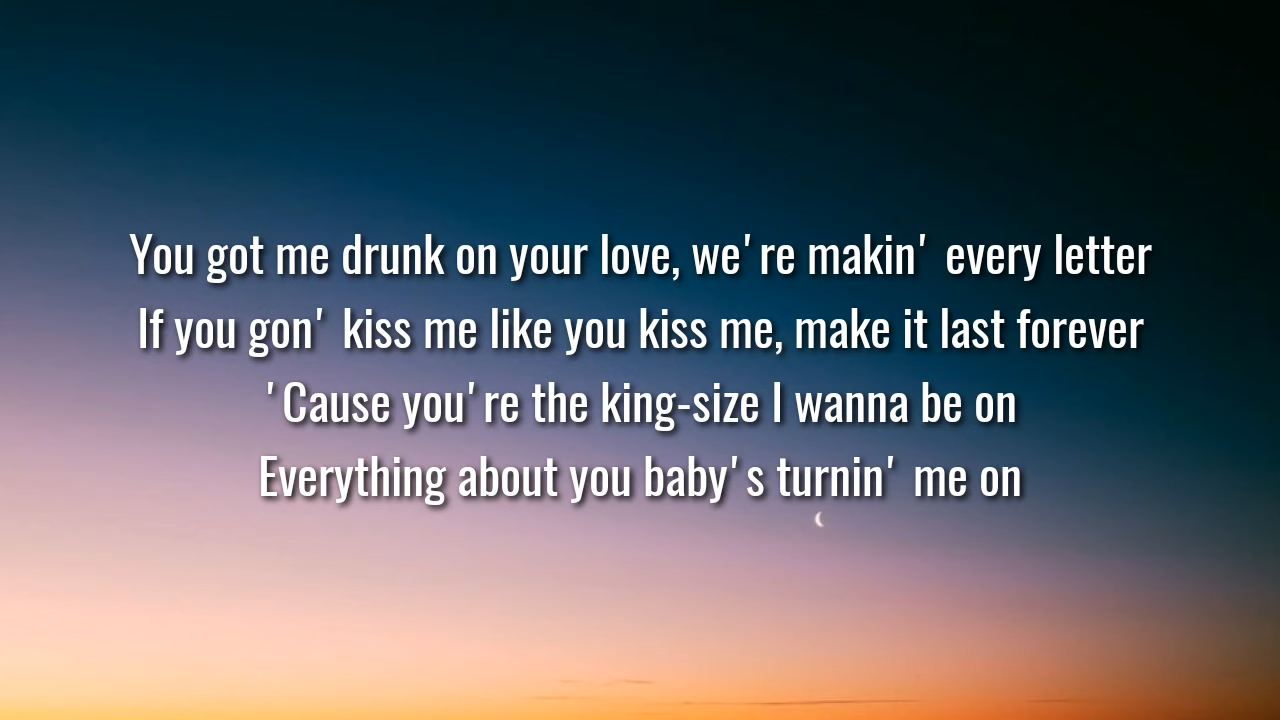 You got me drunk on your love, we're makin' every letter
If you gon' kiss me like you kiss me, make it last forever
'Cause you're the king-size I wanna be on
Everything about you baby's turnin' me on